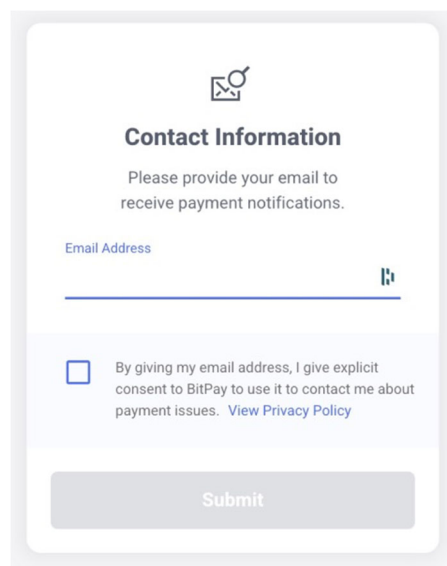 Contact Information
Please provide your email to
receive payment notifications.
Email Address
By giving my email address, I give explicit
consent to BitPay to use it to contact me about
payment issues. View Privacy Policy
Submit